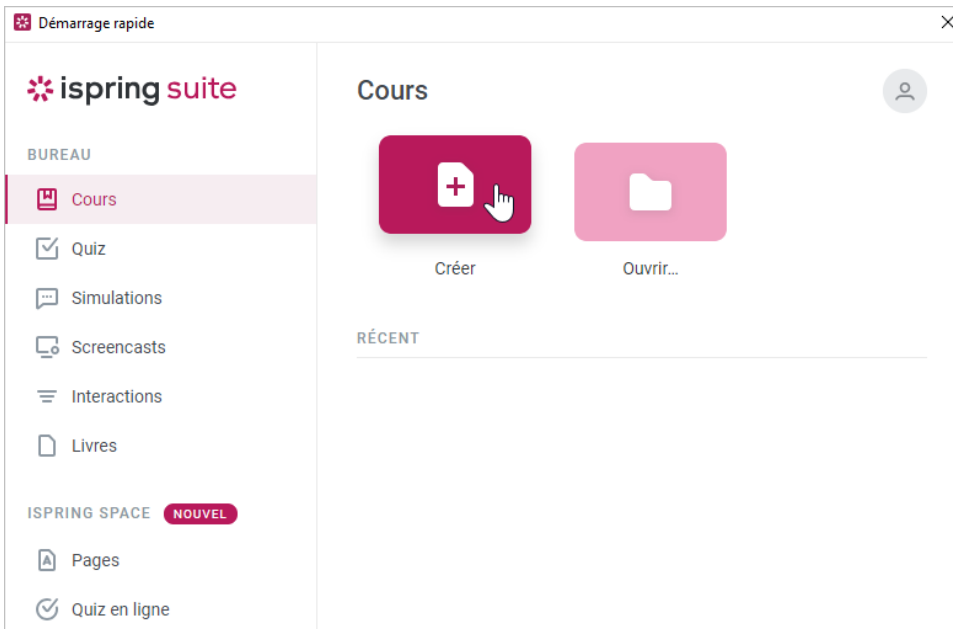 Démarrage rapide
ispring suite
BUREAU
Cours
Quiz
Simulations
Screencasts
Interactions
Livres
ISPRING SPACE NOUVEL
Pages
Quiz en ligne
Cours
Créer
Ouvrir...
RÉCENT